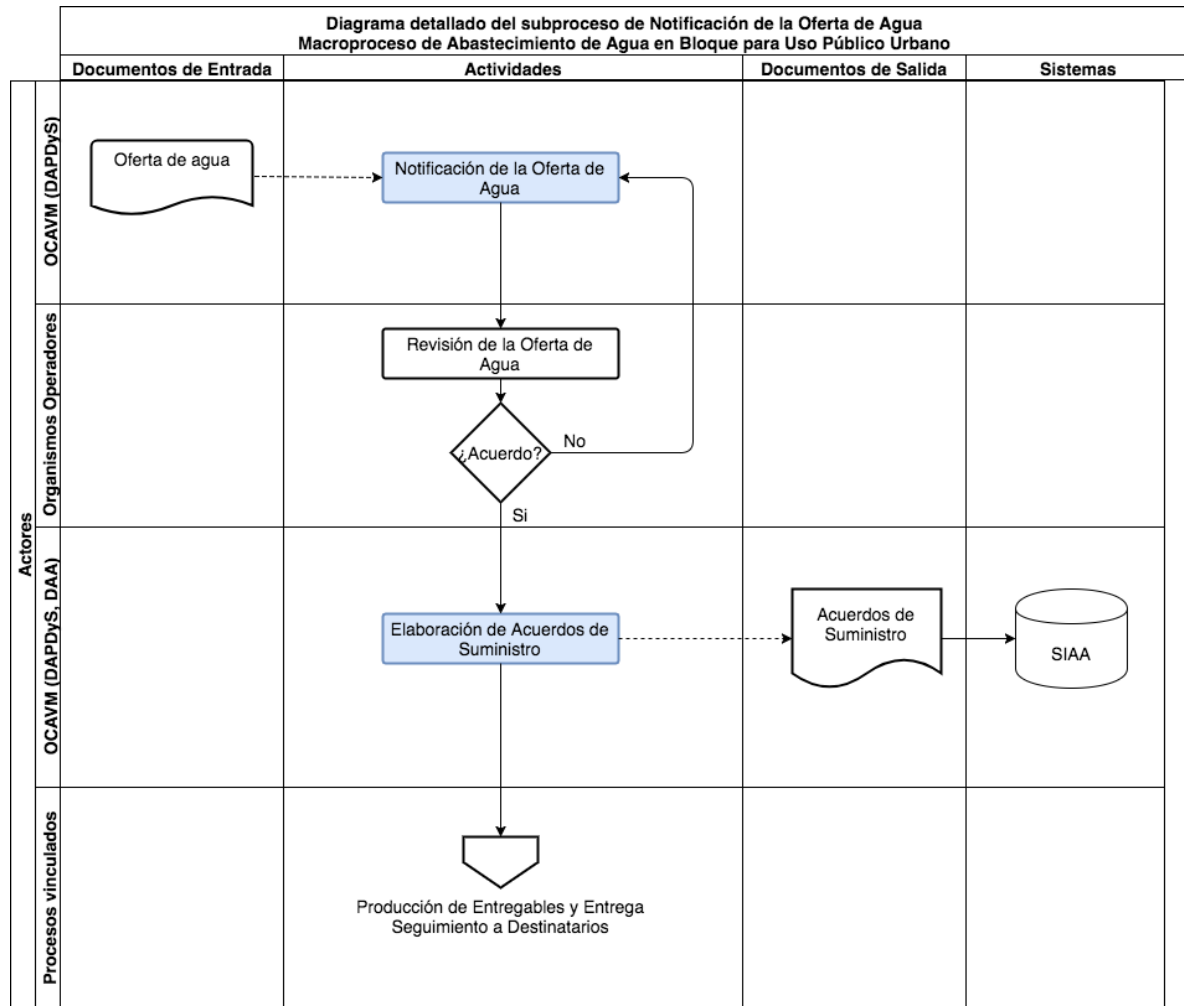 Diagrama detallado del subproceso de Notificación de la Oferta de Agua
Macroproceso de Abastecimiento de Agua en Bloque para Uso Público Urbano
Documentos de Entrada
Actividades
Documentos de Salida
Sistemas
Actores
OCAVM (DAPDyS)
Oferta de agua
Notificación de la Oferta de
Agua
Organismos Operadores
Revisión de la Oferta de
Agua
¿Acuerdo?
No
Si
OCAVM (DAPDyS, DAA)
Elaboración de Acuerdos de
Suministro
Acuerdos de
Suministro
SIAA
Procesos vinculados
Producción de Entregables y Entrega
Seguimiento a Destinatarios